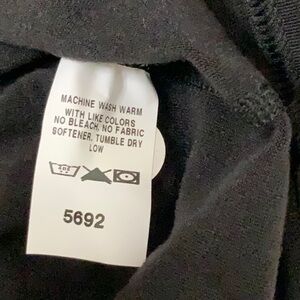 MACHINE WASH WARM
WITH LIKE COLORS
NO BLEACH. NO FABRIC
SOFTENER. TUMBLE DRY
LOW
5692